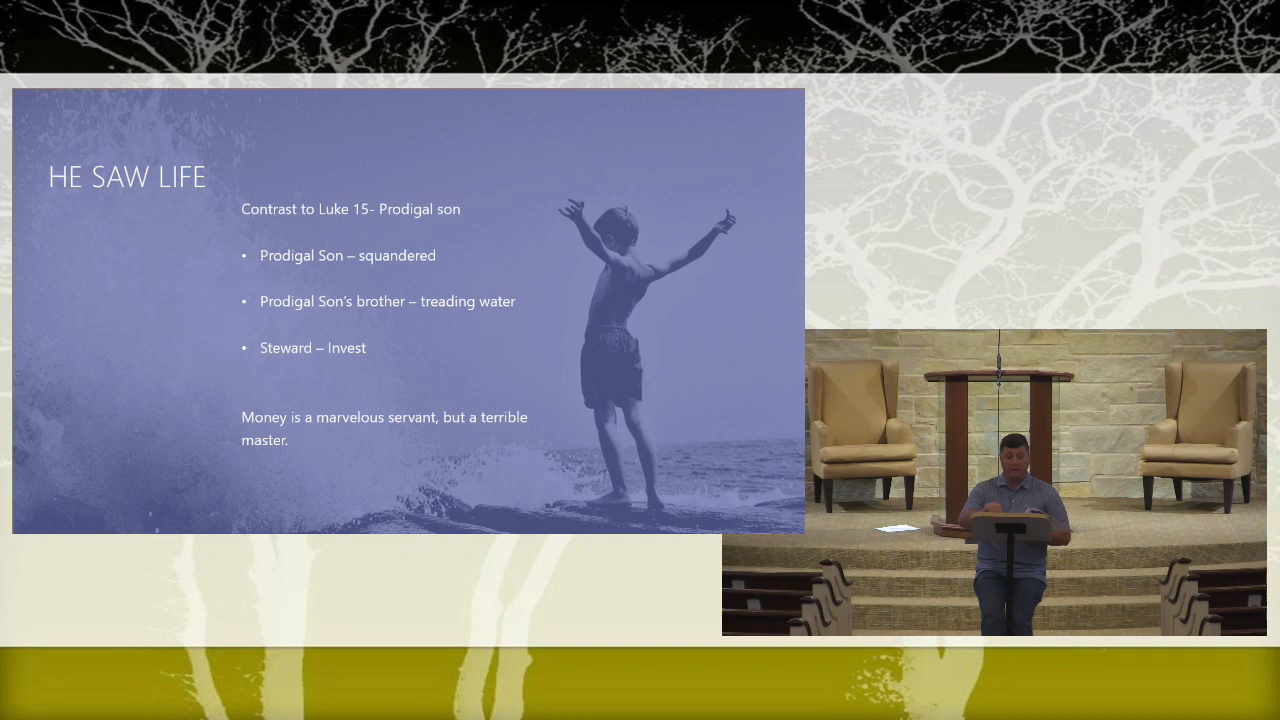 HE SAW LIFE
Contrast to Luke 15- Prodigal son
• Prodigal Son – squandered
• Prodigal Son's brother – treading water
• Steward – Invest
Money is a marvelous servant, but a terrible
master.